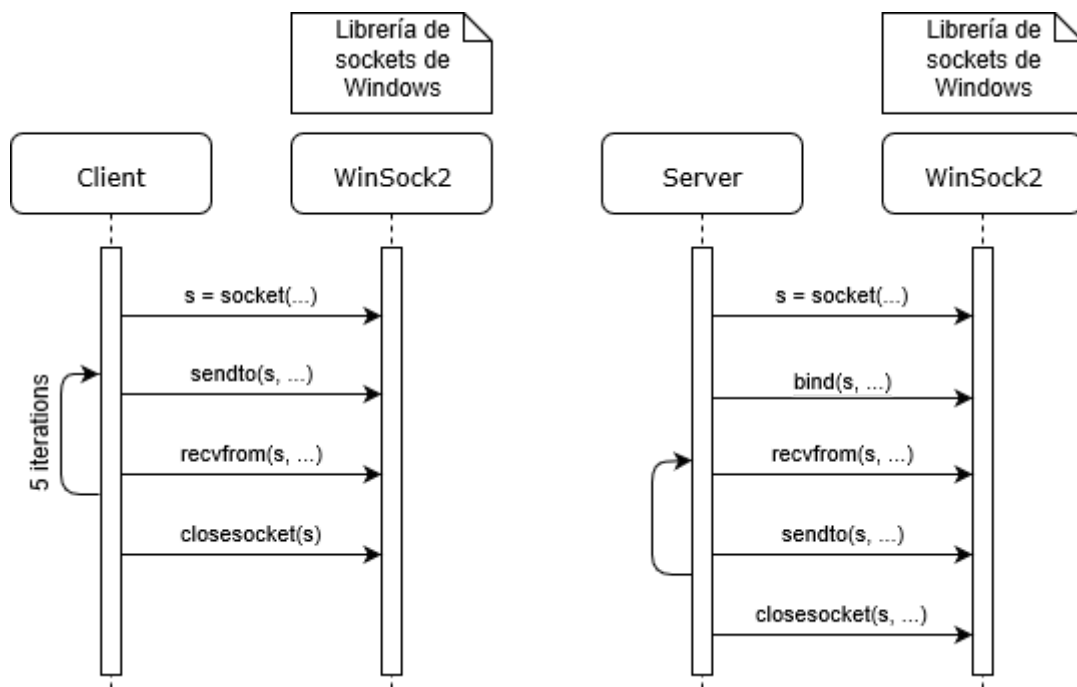 Librería de
sockets de
Windows
Librería de
sockets de
Windows
Client
WinSock2
Server
WinSock2
s = socket(...)
sendto(s, ...)
5 iterations
recvfrom(s, ...)
closesocket(s)
s = socket(...)
bind(s, ...)
recvfrom(s, ...)
sendto(s, ...)
closesocket(s, ...)